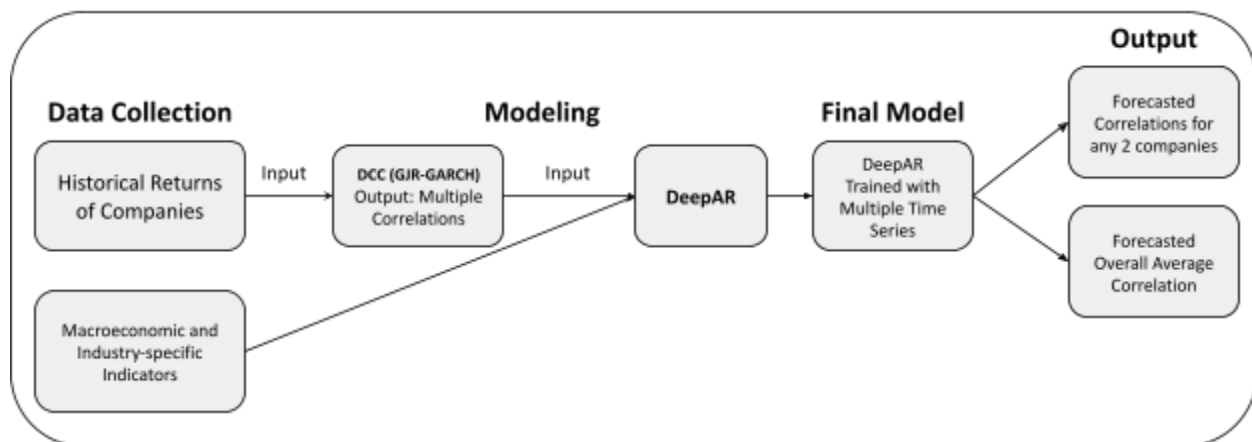 Output
Data Collection
Modeling
Final Model
Historical Returns
of Companies
Input
DCC (GJR-GARCH)
Output: Multiple
Correlations
Input
DeepAR
DeepAR
Trained with
Multiple Time
Series
Forecasted
Correlations for
any 2 companies
Forecasted
Overall Average
Correlation
Macroeconomic and
Industry-specific
Indicators